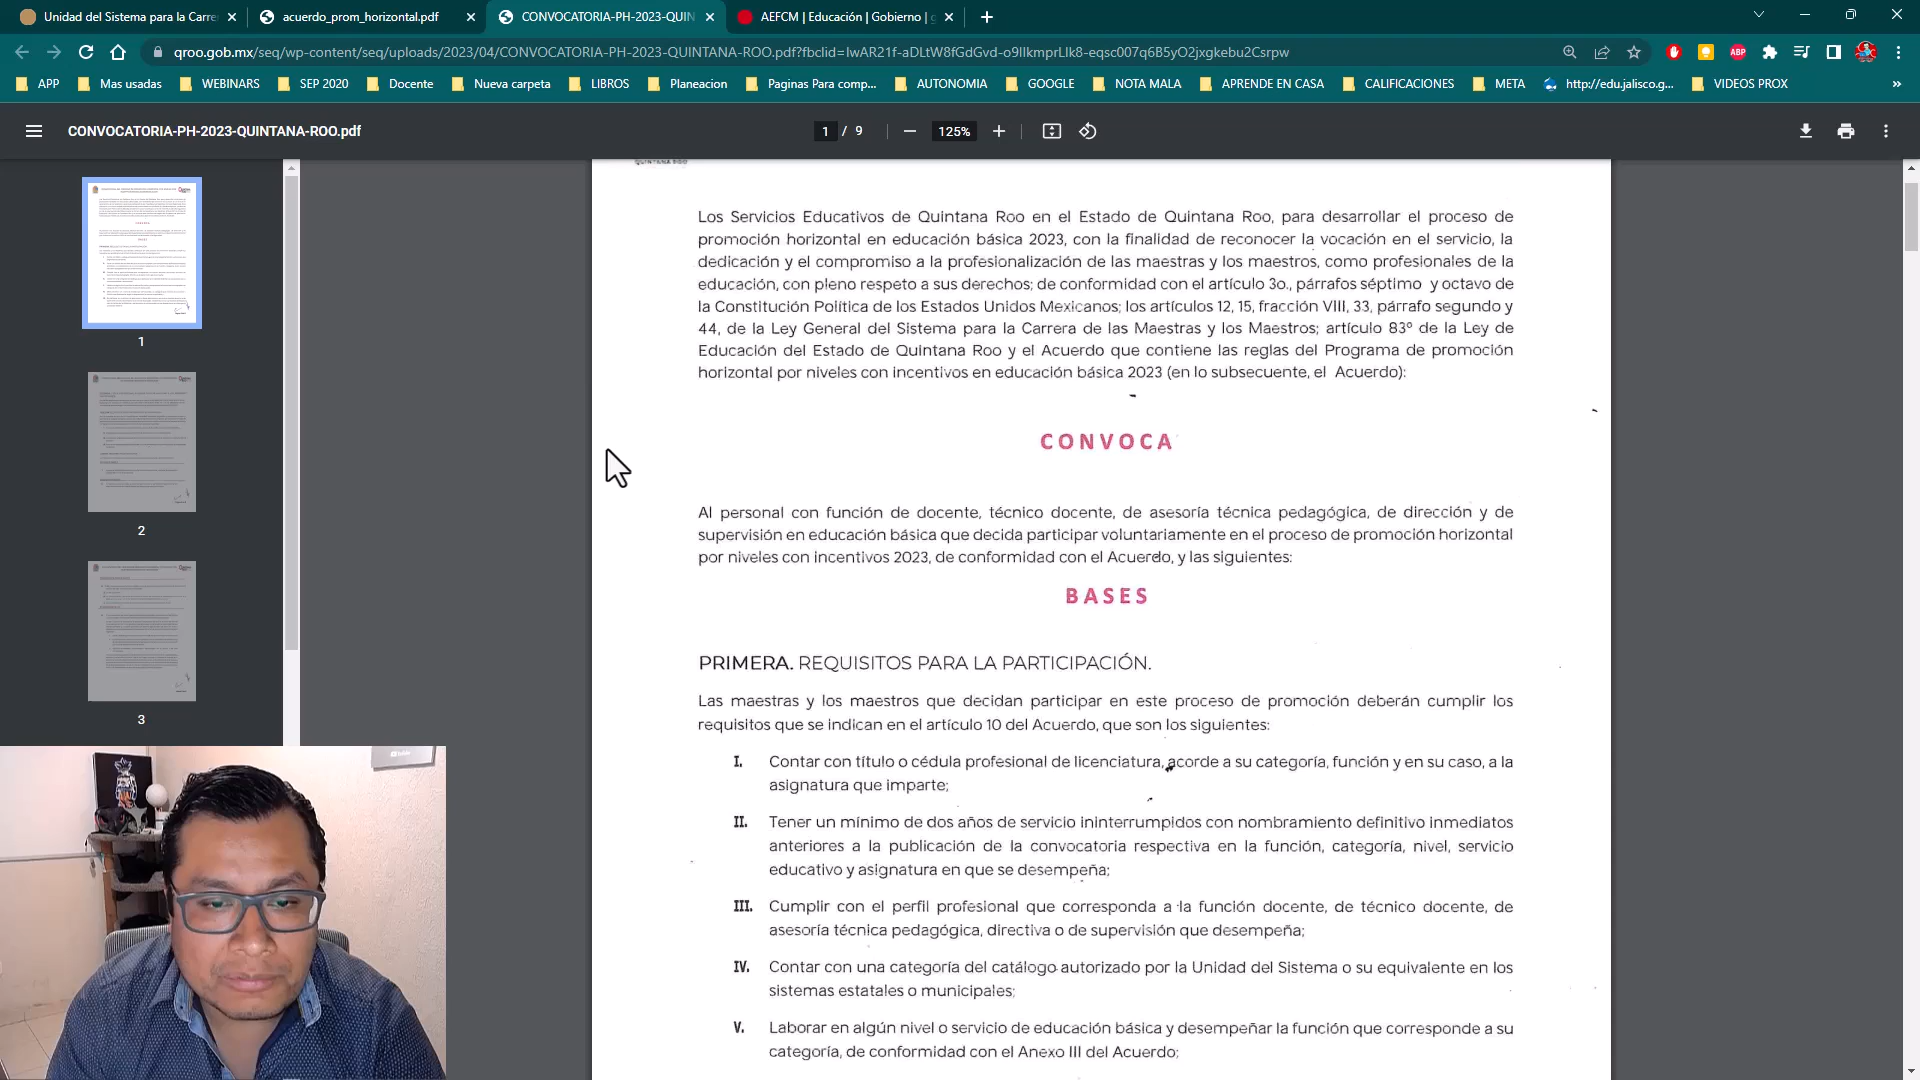 Unidad del Sistema para la Carre
acuerdo_prom_horizontal.pdf
CONVOCATORIA-PH-2023-QUIN
AEFCM | Educación | Gobierno | g
qroo.gob.mx/seq/wp-content/seq/uploads/2023/04/CONVOCATORIA-PH-2023-QUINTANA-ROO.pdf?fbclid=IwAR21f-aDLtW8fGdGvd-o9IIkmprLIk8-eqsc007q6B5yO2jxgkebu2Csrpw
ABP
APP
Mas usadas
WEBINARS
SEP 2020
Docente
Nueva carpeta
LIBROS
Planeacion
Paginas Para comp...
AUTONOMIA
GOOGLE
NOTA MALA
APRENDE EN CASA
CALIFICACIONES
META
http://edu.jalisco.g...
VIDEOS PROX
»
CONVOCATORIA-PH-2023-QUINTANA-ROO.pdf
1 / 9
125%
1
2
3
QUINTANA ROO
Los Servicios Educativos de Quintana Roo en el Estado de Quintana Roo, para desarrollar el proceso de
promoción horizontal en educación básica 2023, con la finalidad de reconocer la vocación en el servicio, la
dedicación y el compromiso a la profesionalización de las maestras y los maestros, como profesionales de la
educación, con pleno respeto a sus derechos; de conformidad con el artículo 3o., párrafos séptimo y octavo de
la Constitución Política de los Estados Unidos Mexicanos; los artículos 12, 15, fracción VIII, 33, párrafo segundo y
44, de la Ley General del Sistema para la Carrera de las Maestras y los Maestros; artículo 83º de la Ley de
Educación del Estado de Quintana Roo y el Acuerdo que contiene las reglas del Programa de promoción
horizontal por niveles con incentivos en educación básica 2023 (en lo subsecuente, el Acuerdo):
CONVOCA
Al personal con función de docente, técnico docente, de asesoría técnica pedagógica, de dirección y de
supervisión en educación básica que decida participar voluntariamente en el proceso de promoción horizontal
por niveles con incentivos 2023, de conformidad con el Acuerdo, y las siguientes:
BASES
PRIMERA. REQUISITOS PARA LA PARTICIPACIÓN.
Las maestras y los maestros que decidan participar en este proceso de promoción deberán cumplir los
requisitos que se indican en el artículo 10 del Acuerdo, que son los siguientes:
I. Contar con título o cédula profesional de licenciatura, acorde a su categoría, función y en su caso, a la
asignatura que imparte;
II. Tener un mínimo de dos años de servicio ininterrumpidos con nombramiento definitivo inmediatos
anteriores a la publicación de la convocatoria respectiva en la función, categoría, nivel, servicio
educativo y asignatura en que se desempeña;
III. Cumplir con el perfil profesional que corresponda a la función docente, de técnico docente, de
asesoría técnica pedagógica, directiva o de supervisión que desempeña;
IV. Contar con una categoría del catálogo autorizado por la Unidad del Sistema o su equivalente en los
sistemas estatales o municipales;
V. Laborar en algún nivel o servicio de educación básica y desempeñar la función que corresponde a su
categoría, de conformidad con el Anexo III del Acuerdo;